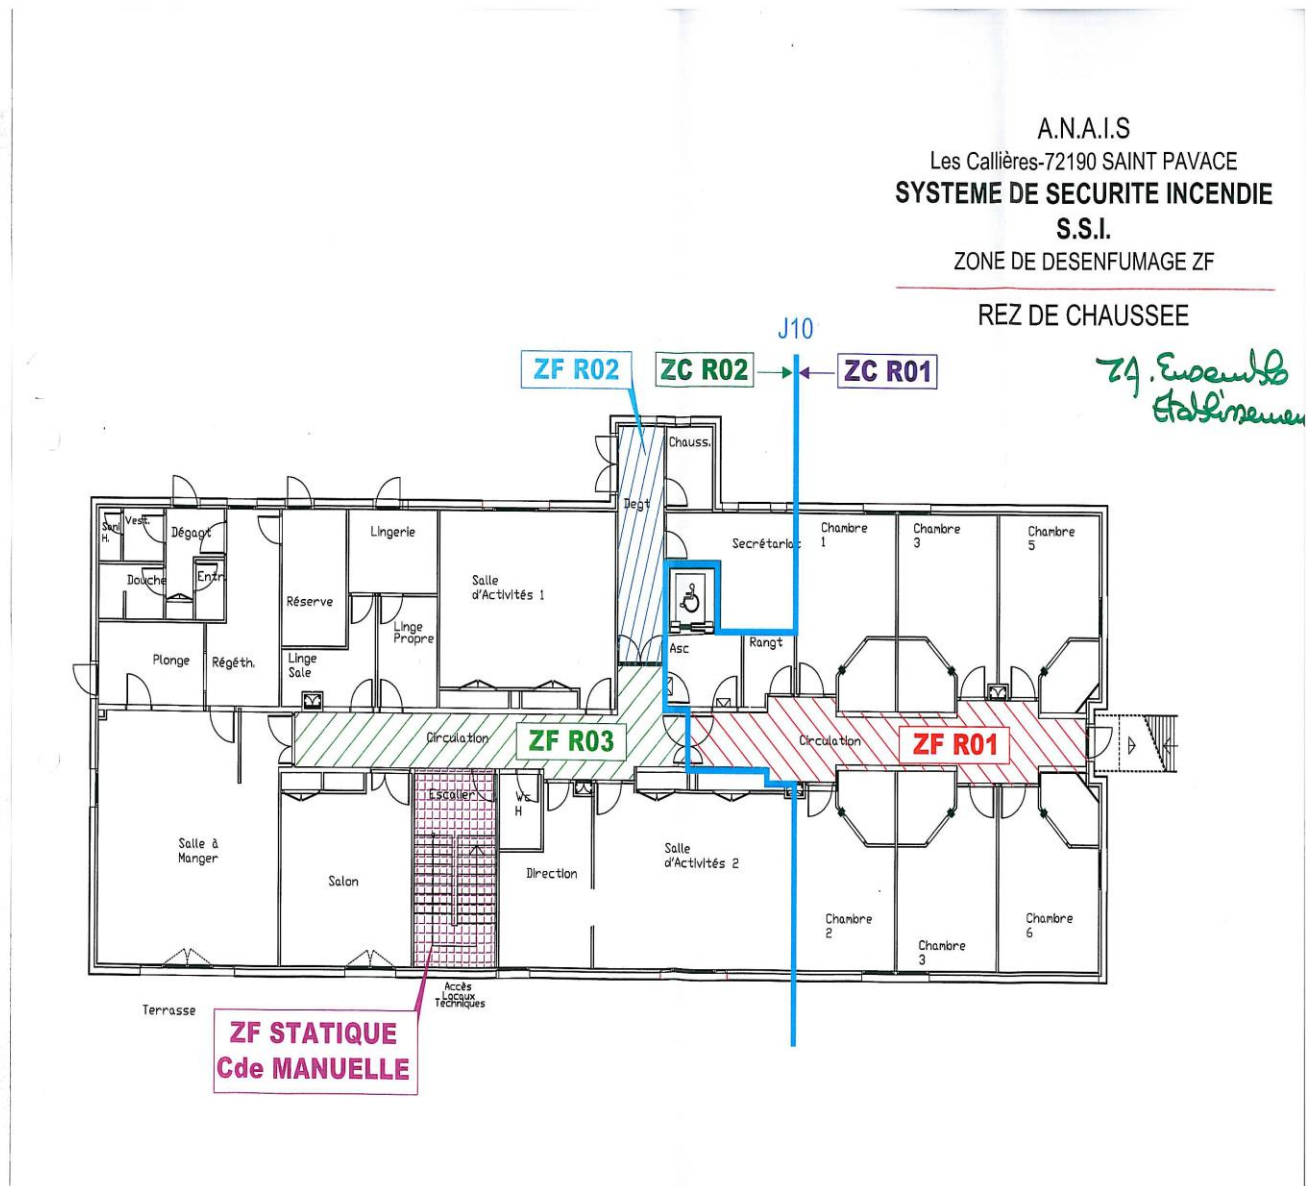 A.N.A.I.S
Les Callières-72190 SAINT PAVACE
SYSTEME DE SECURITE INCENDIE
S.S.I.
ZONE DE DESENFUMAGE ZF
REZ DE CHAUSSEE
J10
ZF R02
ZC R02
ZC R01
ZA. Ensemble
Etablissemen
Chauss.
Degt
Sani
H.
Vest.
Dégagt
Lingerie
Secrétariat
Chambre
1
Chambre
3
Chambre
5
Douche
Entr.
Réserve
Salle
d'Activités 1
Linge
Propre
Asc
Rangt
Plonge
Régéth.
Linge
Sale
Circulation
ZF R03
Circulation
ZF R01
Escalier
Wc
H
Salle à
Manger
Salon
Direction
Salle
d'Activités 2
Chambre
2
Chambre
3
Chambre
6
Accès
Locaux
Techniques
Terrasse
ZF STATIQUE
Cde MANUELLE